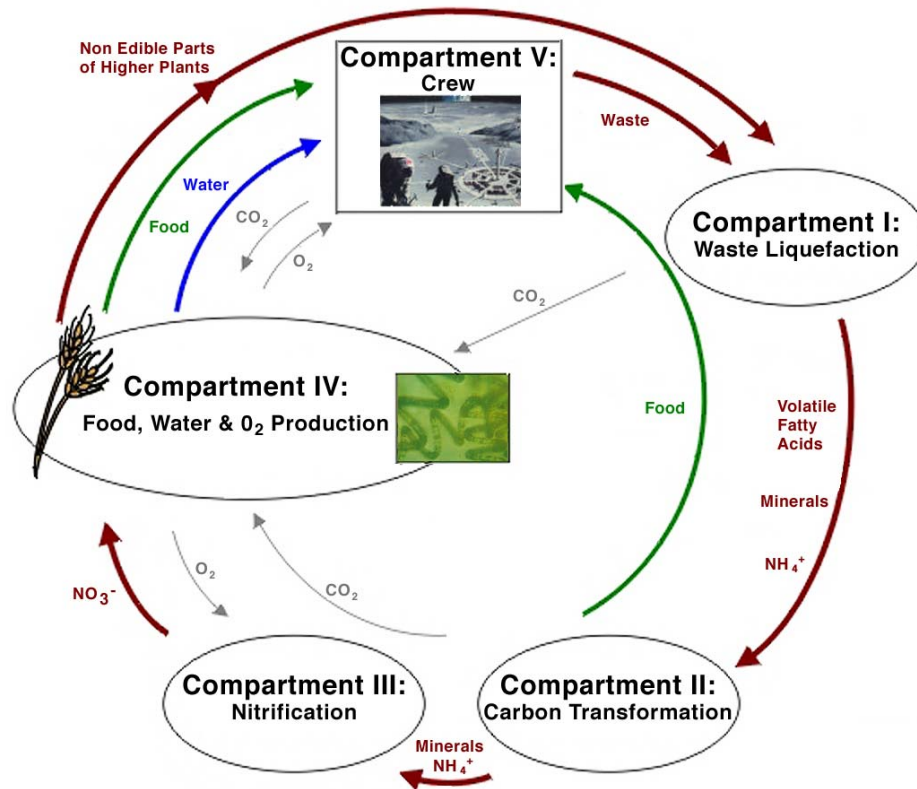 Non Edible Parts
of Higher Plants
Compartment V:
Crew
Waste
Water
Food
CO₂
O₂
Compartment I:
Waste Liquefaction
CO₂
Compartment IV:
Food, Water & 0₂ Production
Food
Volatile
Fatty
Acids
Minerals
NH₄⁺
O₂
CO₂
NO₃⁻
Compartment III:
Nitrification
Compartment II:
Carbon Transformation
Minerals
NH₄⁺